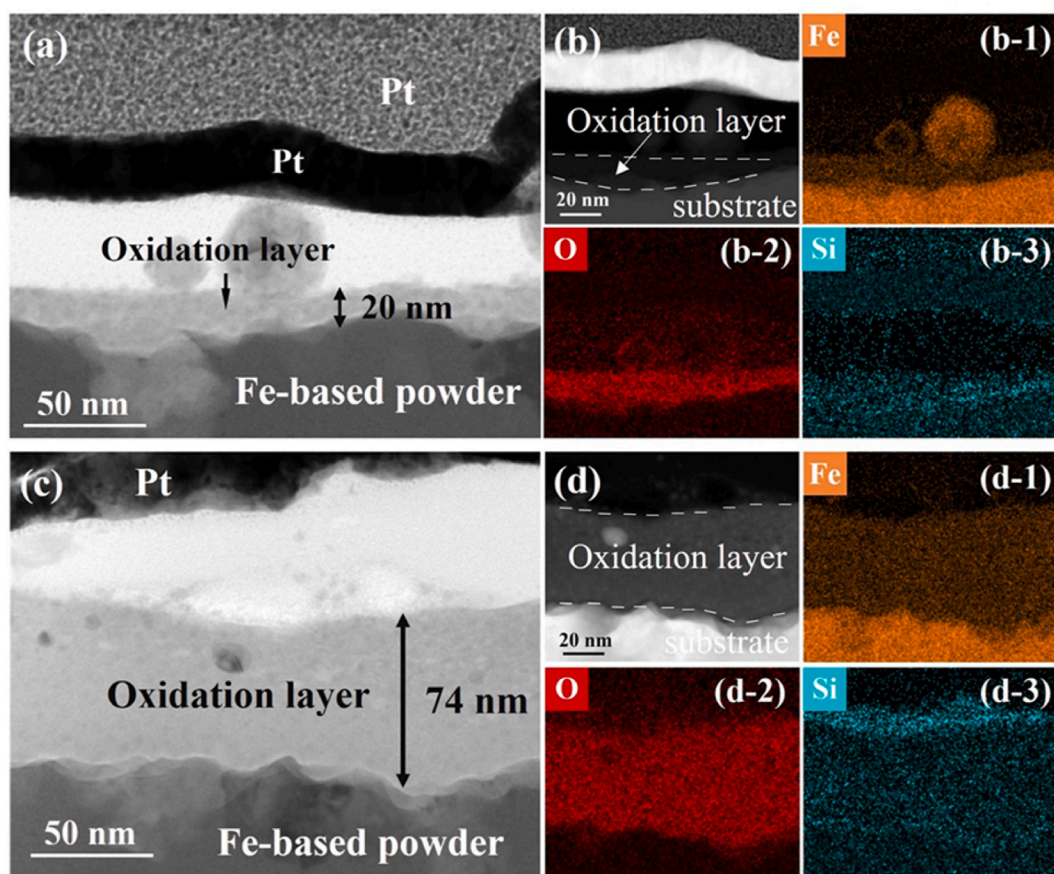 (a)
Pt
Pt
Oxidation layer
20 nm
Fe-based powder
50 nm
(b)
Oxidation layer
20 nm
substrate
Fe
(b-1)
O
(b-2)
Si
(b-3)
(c)
Pt
Oxidation layer
74 nm
Fe-based powder
50 nm
(d)
Oxidation layer
20 nm
substrate
Fe
(d-1)
O
(d-2)
Si
(d-3)